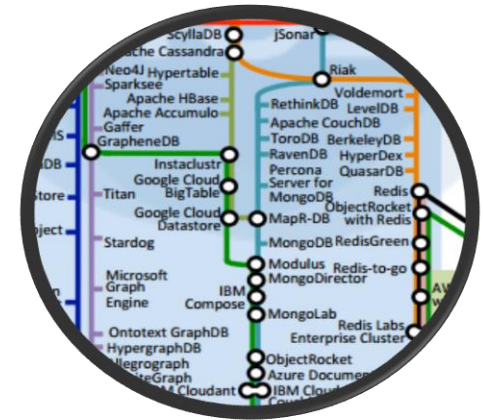 ScyllaDB
jSonar
Cassandra
Neo4J
Hypertable
Riak
Sparksee
Voldemort
Apache HBase
RethinkDB
LevelDB
Apache Accumulo
Apache CouchDB
Gaffer
GrapheneDB
ToroDB
BerkeleyDB
Instaclustr
RavenDB
HyperDex
Google Cloud
BigTable
Percona
Server for
MongoDB
QuasarDB
Titan
Redis
Google Cloud
Datastore
MapR-DB
ObjectRocket
with Redis
Stardog
MongoDB
RedisGreen
Modulus
Redis-to-go
Microsoft
Graph
Engine
MongoDirector
IBM
Compose
MongoLab
Ontotext GraphDB
Redis Labs
Enterprise Cluster
HypergraphDB
ObjectRocket
Cloudant
IBM